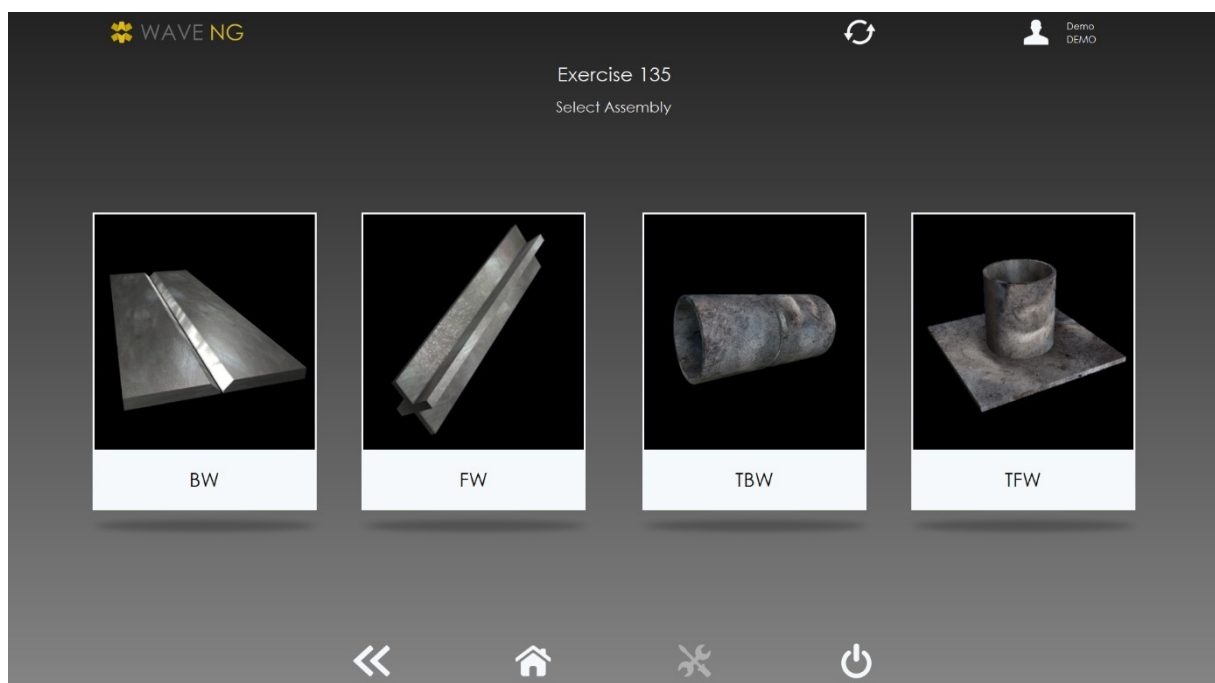 WAVE NG
Demo
DEMO
Exercise 135
Select Assembly
BW
FW
TBW
TFW